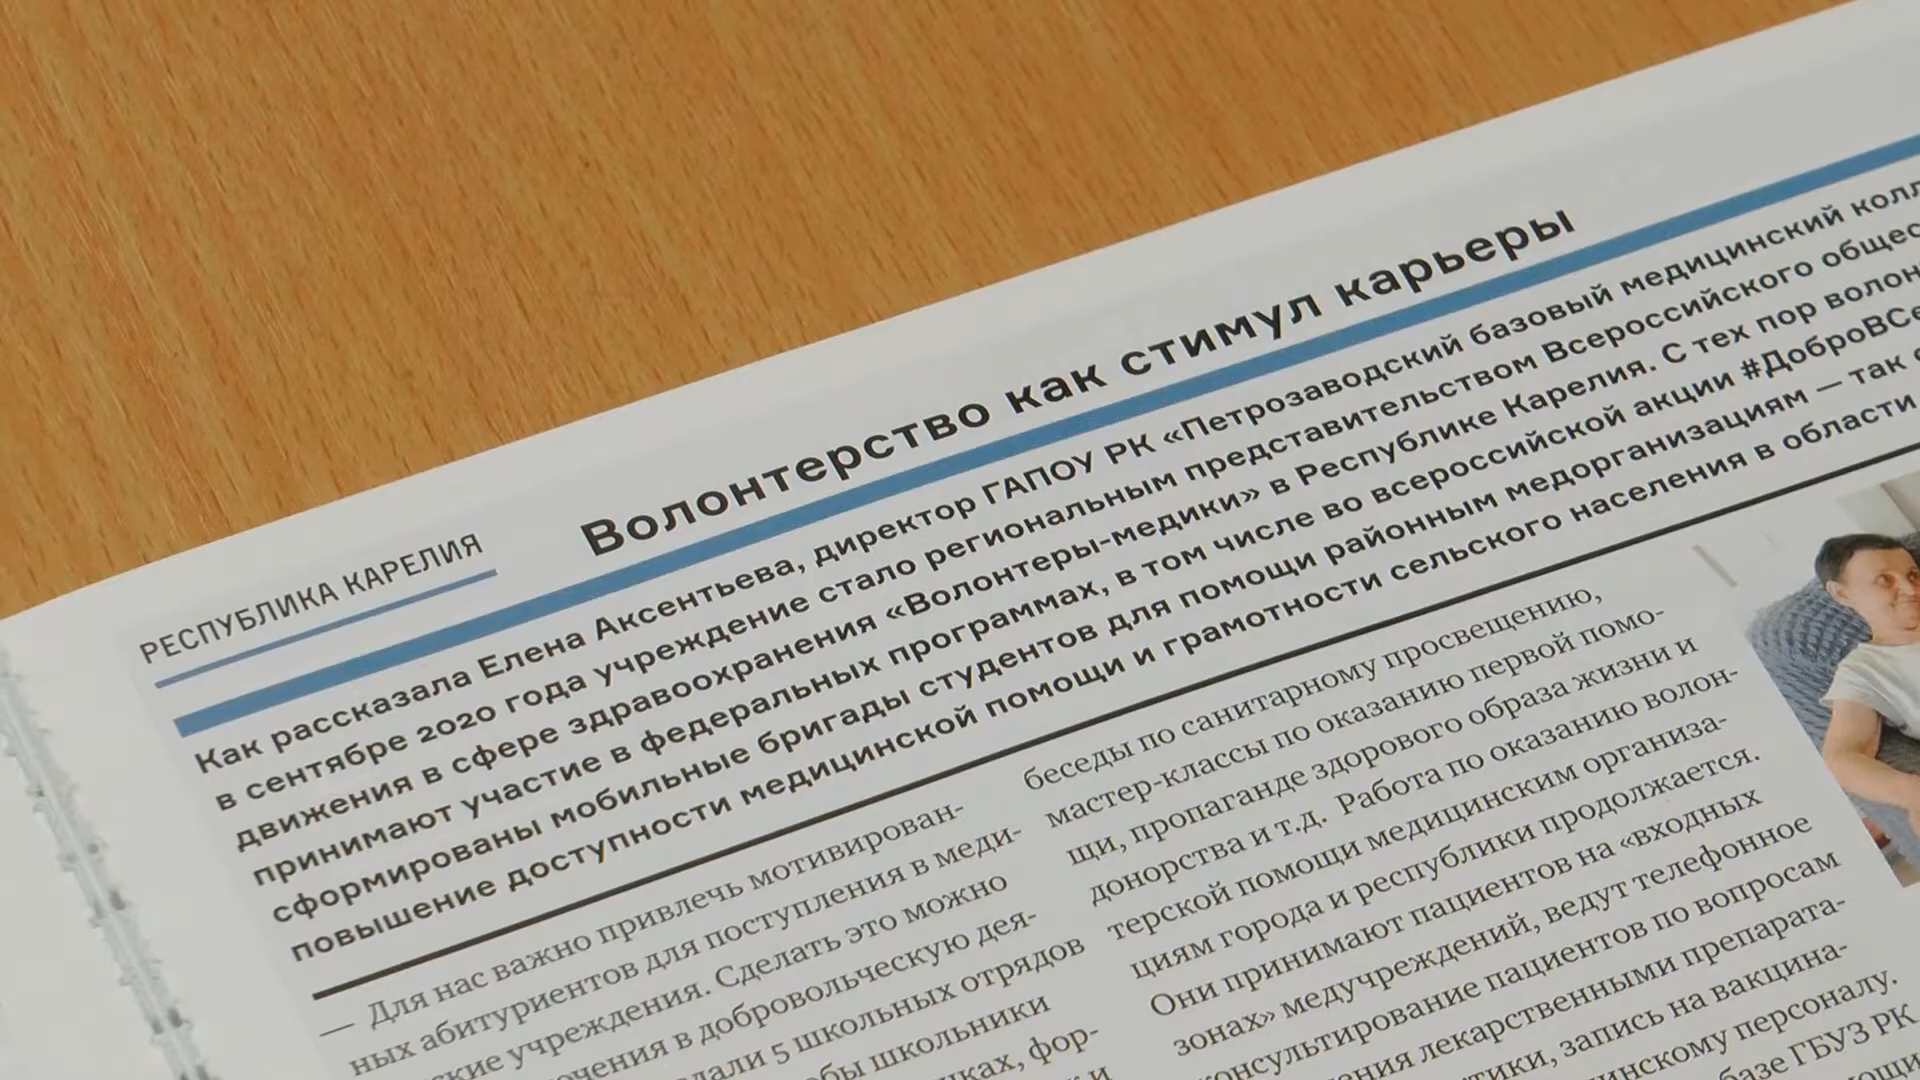 РЕСПУБЛИКА КАРЕЛИЯ
Волонтерство как стимул карьеры
Как рассказала Елена Аксентьева, директор ГАПОУ РК «Петрозаводский базовый медицинский
в сентябре 2020 года учреждение стало региональным представительством Всероссийского
движения в сфере здравоохранения «Волонтеры-медики» в Республике Карелия. С тех пор
принимают участие в федеральных программах, в том числе во всероссийской акции
сформированы мобильные бригады студентов для помощи районным медорганизациям — так
повышение доступности медицинской помощи и грамотности сельского населения в области
— Для нас важно привлечь мотивирован-
ных абитуриентов для поступления в меди-
учреждения. Сделать это можно
в добровольческую дея-
5 школьных отрядов
школьники
фор-
и
беседы по санитарному просвещению,
мастер-классы по оказанию первой помо-
щи, пропаганде здорового образа жизни и
донорства и т.д. Работа по оказанию волон-
терской помощи медицинским организа-
циям города и республики продолжается.
Они принимают пациентов на «входных
зонах» медучреждений, ведут телефонное
консультирование пациентов по вопросам
лекарственными препарата-
запись на вакцина-
персоналу.
базе ГБУЗ РК